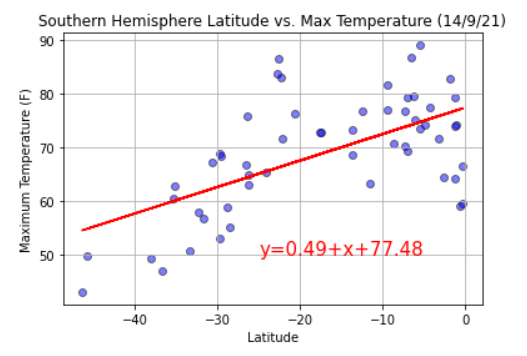 Southern Hemisphere Latitude vs. Max Temperature (14/9/21)
90
80
70
60
50
Maximum Temperature (F)
y=0.49+x+77.48
−40
−30
−20
−10
0
Latitude